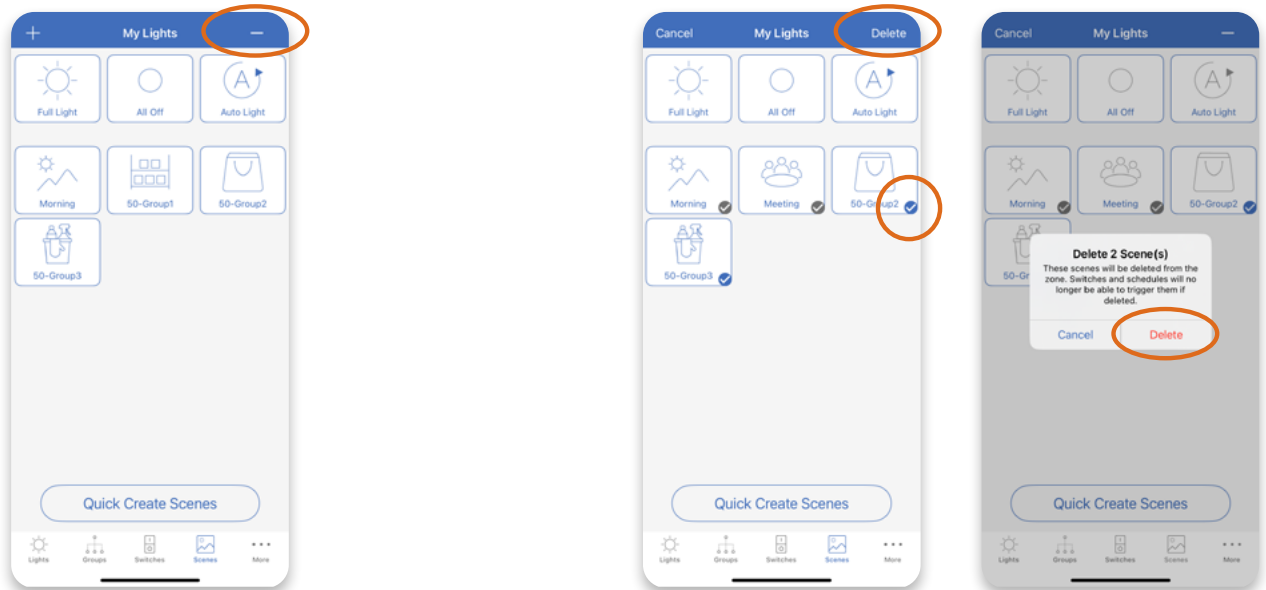 + My Lights —
Full Light All Off Auto Light
Morning 50-Group1 50-Group2
50-Group3
Quick Create Scenes
Lights Groups Switches Scenes More
Cancel My Lights Delete
Full Light All Off Auto Light
Morning Meeting 50-Group2
50-Group3
Quick Create Scenes
Lights Groups Switches Scenes More
Cancel My Lights —
Full Light All Off Auto Light
Morning Meeting 50-Group2
50-Gr
Delete 2 Scene(s)
These scenes will be deleted from the
zone. Switches and schedules will no
longer be able to trigger them if
deleted.
Cancel Delete
Quick Create Scenes
Lights Groups Switches Scenes More